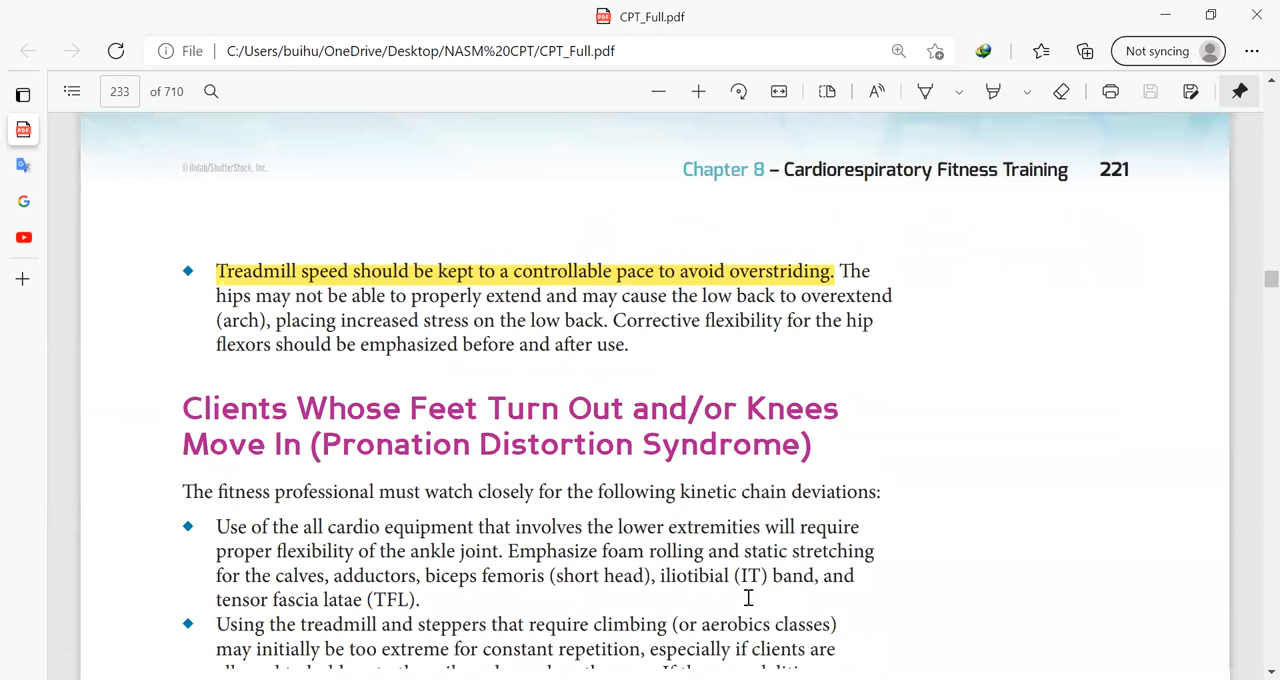 CPT_Full.pdf
File | C:/Users/buihu/OneDrive/Desktop/NASM%20CPT/CPT_Full.pdf
Not syncing
233 of 710
© ilolab/ShutterStock, Inc.
Chapter 8 – Cardiorespiratory Fitness Training 221
Treadmill speed should be kept to a controllable pace to avoid overstriding. The
hips may not be able to properly extend and may cause the low back to overextend
(arch), placing increased stress on the low back. Corrective flexibility for the hip
flexors should be emphasized before and after use.
Clients Whose Feet Turn Out and/or Knees
Move In (Pronation Distortion Syndrome)
The fitness professional must watch closely for the following kinetic chain deviations:
Use of the all cardio equipment that involves the lower extremities will require
proper flexibility of the ankle joint. Emphasize foam rolling and static stretching
for the calves, adductors, biceps femoris (short head), iliotibial (IT) band, and
tensor fascia latae (TFL).
Using the treadmill and steppers that require climbing (or aerobics classes)
may initially be too extreme for constant repetition, especially if clients are